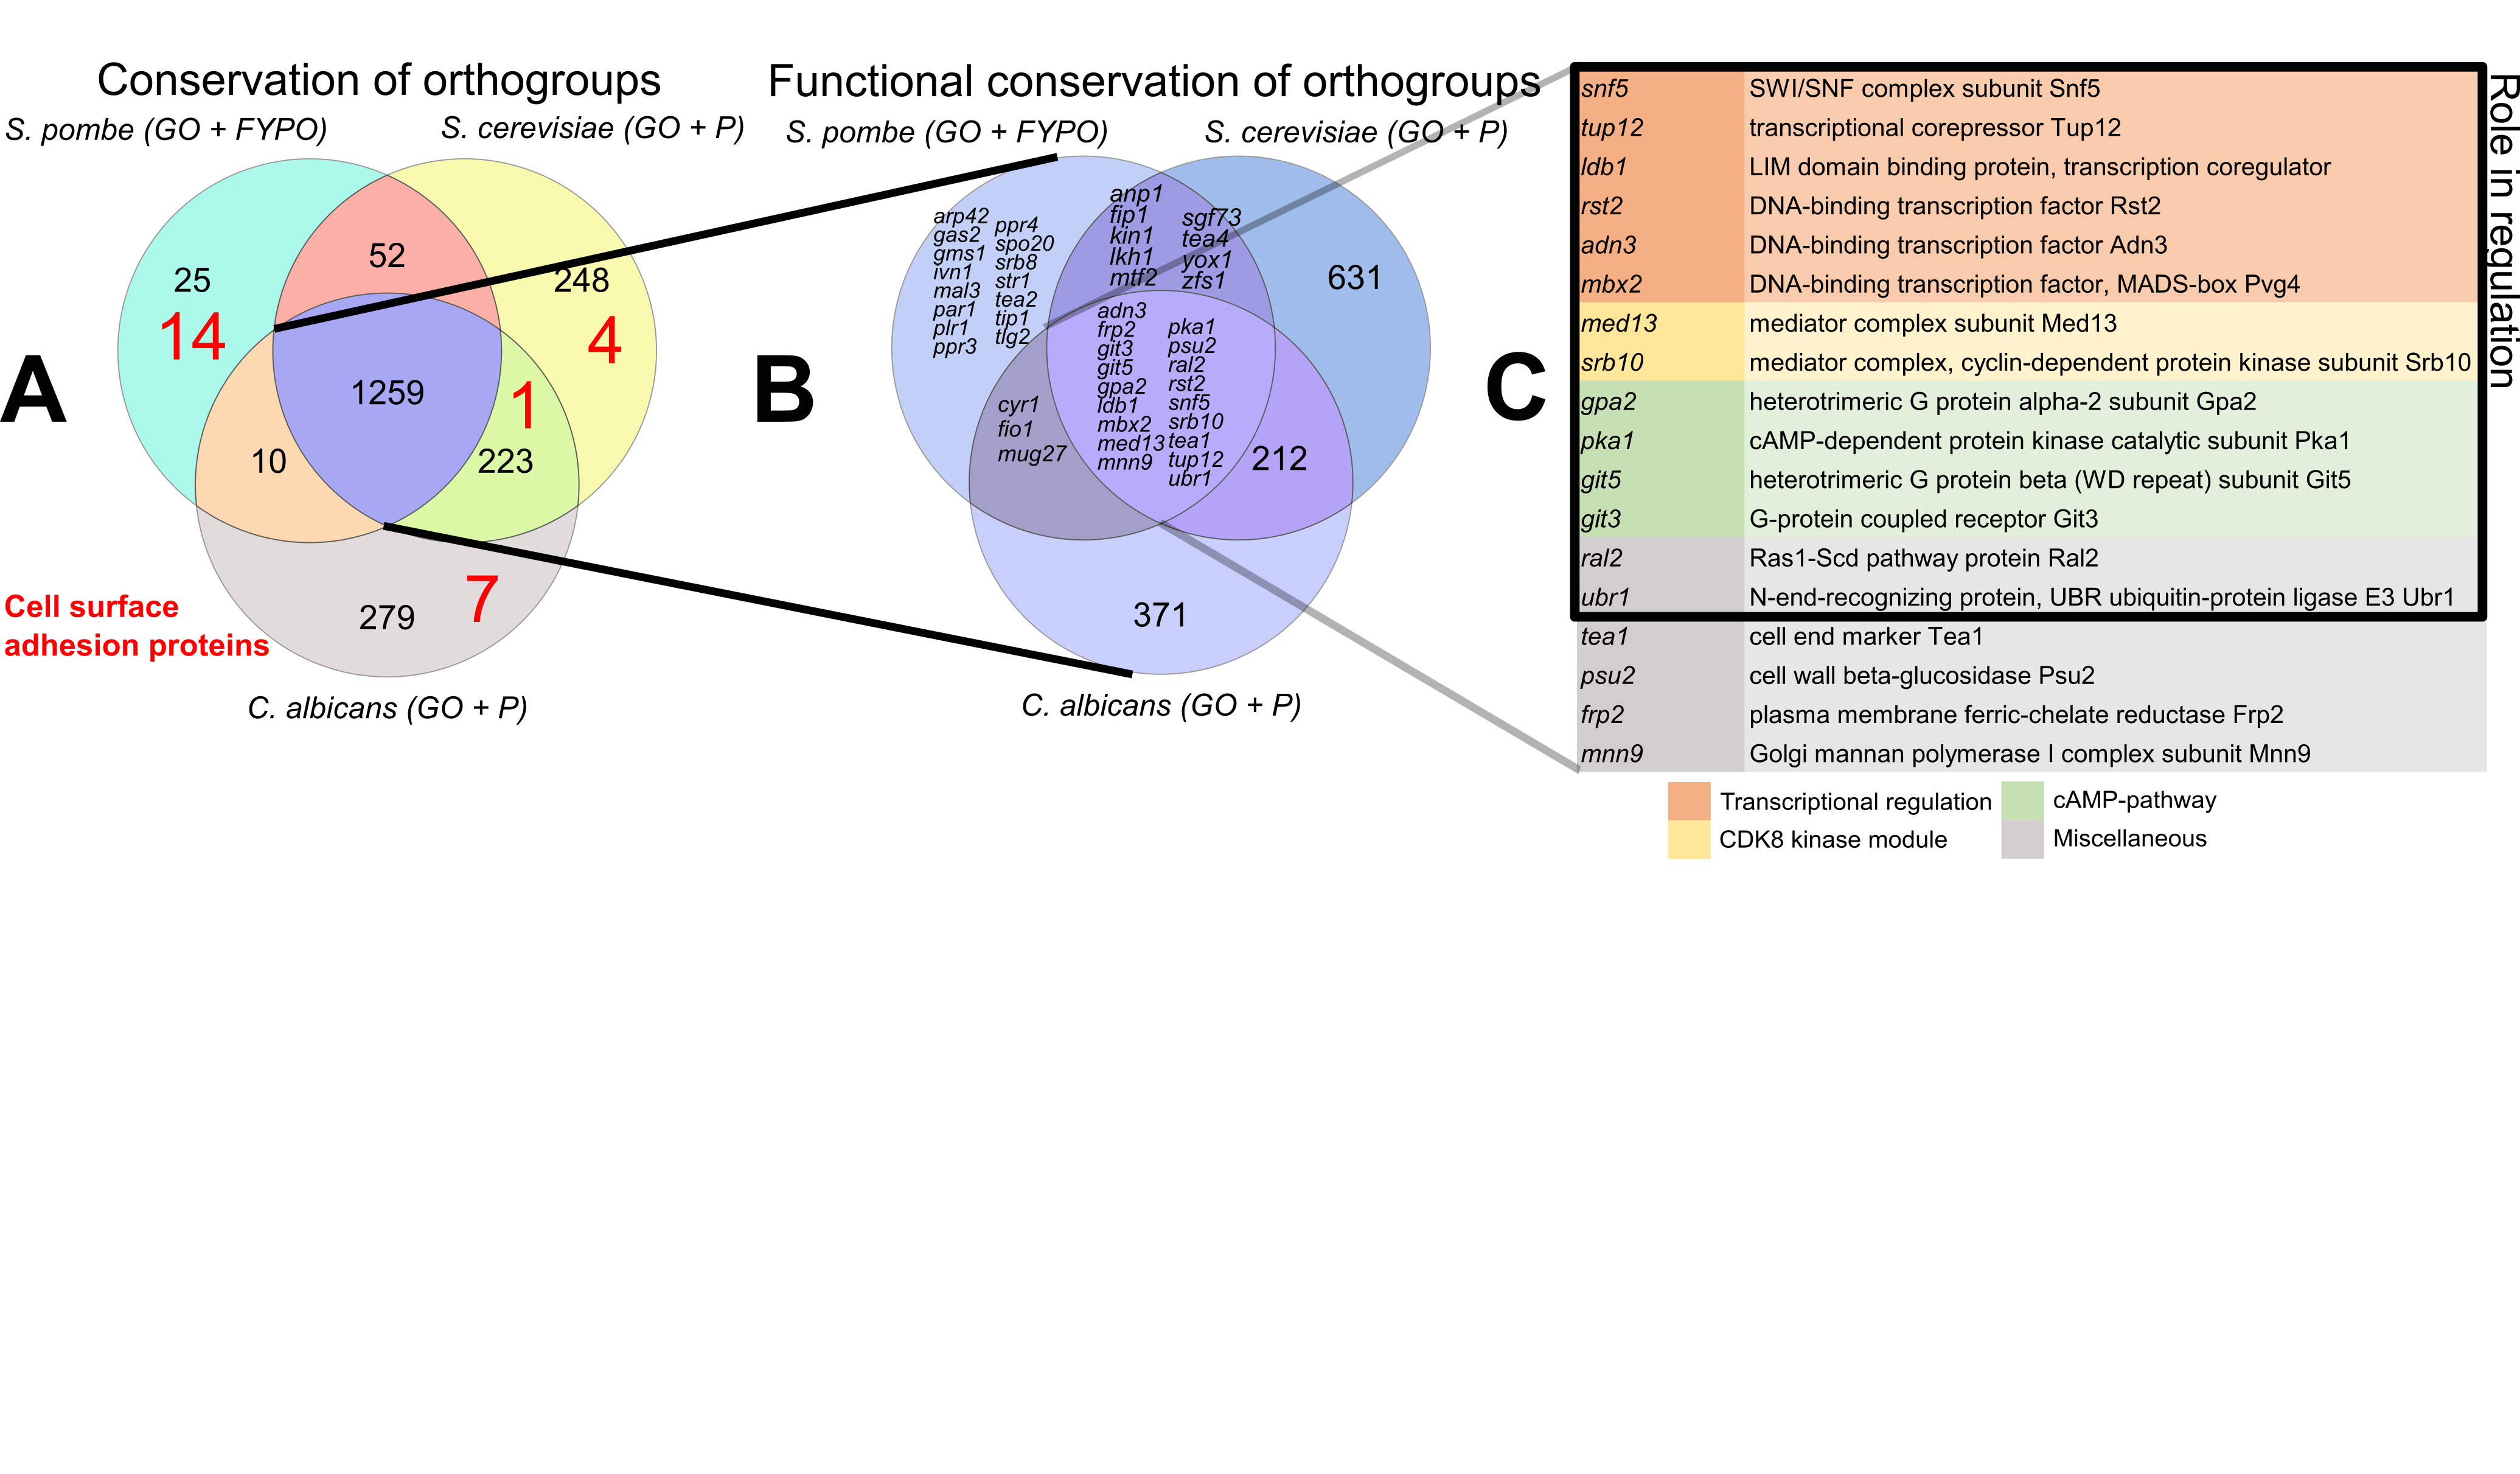 Conservation of orthogroups
S. pombe (GO + FYPO)
S. cerevisiae (GO + P)
25
52
248
14
4
A
1259
1
10
223
279
7
Cell surface
adhesion proteins
C. albicans (GO + P)
Functional conservation of orthogroups
S. pombe (GO + FYPO)
S. cerevisiae (GO + P)
B
arp42
gas2
gms1
ivn1
mal3
par1
plr1
ppr3
ppr4
spo20
srb8
str1
tea2
tip1
tlg2
anp1
fip1
kin1
lkh1
mtf2
sgf73
tea4
yox1
zfs1
631
cyr1
fio1
mug27
adn3
frp2
git3
git5
gpa2
ldb1
mbx2
med13
mnn9
pka1
psu2
ral2
rst2
snf5
srb10
tea1
tup12
ubr1
212
371
C. albicans (GO + P)
C
snf5 SWI/SNF complex subunit Snf5
tup12 transcriptional corepressor Tup12
ldb1 LIM domain binding protein, transcription coregulator
rst2 DNA-binding transcription factor Rst2
adn3 DNA-binding transcription factor Adn3
mbx2 DNA-binding transcription factor, MADS-box Pvg4
med13 mediator complex subunit Med13
srb10 mediator complex, cyclin-dependent protein kinase subunit Srb10
gpa2 heterotrimeric G protein alpha-2 subunit Gpa2
pka1 cAMP-dependent protein kinase catalytic subunit Pka1
git5 heterotrimeric G protein beta (WD repeat) subunit Git5
git3 G-protein coupled receptor Git3
ral2 Ras1-Scd pathway protein Ral2
ubr1 N-end-recognizing protein, UBR ubiquitin-protein ligase E3 Ubr1
tea1 cell end marker Tea1
psu2 cell wall beta-glucosidase Psu2
frp2 plasma membrane ferric-chelate reductase Frp2
mnn9 Golgi mannan polymerase I complex subunit Mnn9
Role in regulation
Transcriptional regulation
cAMP-pathway
CDK8 kinase module
Miscellaneous